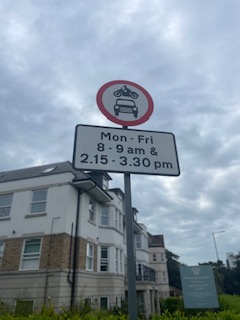 Mon - Fri
8 - 9 am &
2.15 - 3.30 pm